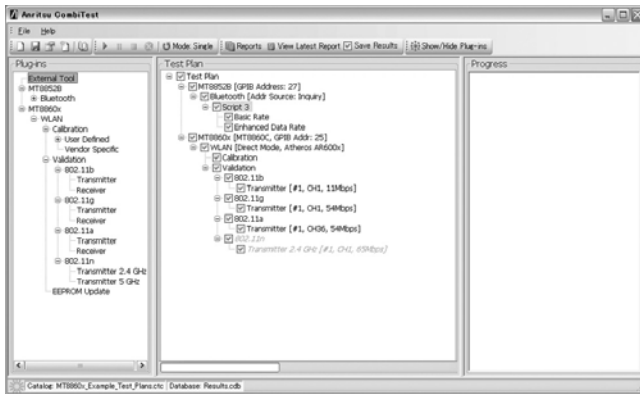 Anritsu CombiTest
File Help
Mode: Single Reports View Latest Report Save Results Show/Hide Plug-ins
Plug-ins
External Tool
MT8852B
Bluetooth
MT8860x
WLAN
Calibration
User Defined
Vendor Specific
Validation
802.11b
Transmitter
Receiver
802.11g
Transmitter
Receiver
802.11a
Transmitter
Receiver
802.11n
Transmitter 2.4 GHz
Transmitter 5 GHz
EEPROM Update
Test Plan
Test Plan
MT8852B [GPIB Address: 27]
Bluetooth [Addr Source: Inquiry]
Script 3
Basic Rate
Enhanced Data Rate
MT8860x [MT8860C, GPIB Addr: 25]
WLAN [Direct Mode, Atheros AR600x]
Calibration
Validation
802.11b
Transmitter [#1, CH1, 11Mbps]
802.11g
Transmitter [#1, CH1, 54Mbps]
802.11a
Transmitter [#1, CH36, 54Mbps]
802.11n
Transmitter 2.4 GHz [#1, CH1, 65Mbps]
Progress
Catalog: MT8860x_Example_Test_Plans.ctc Database: Results.cdb